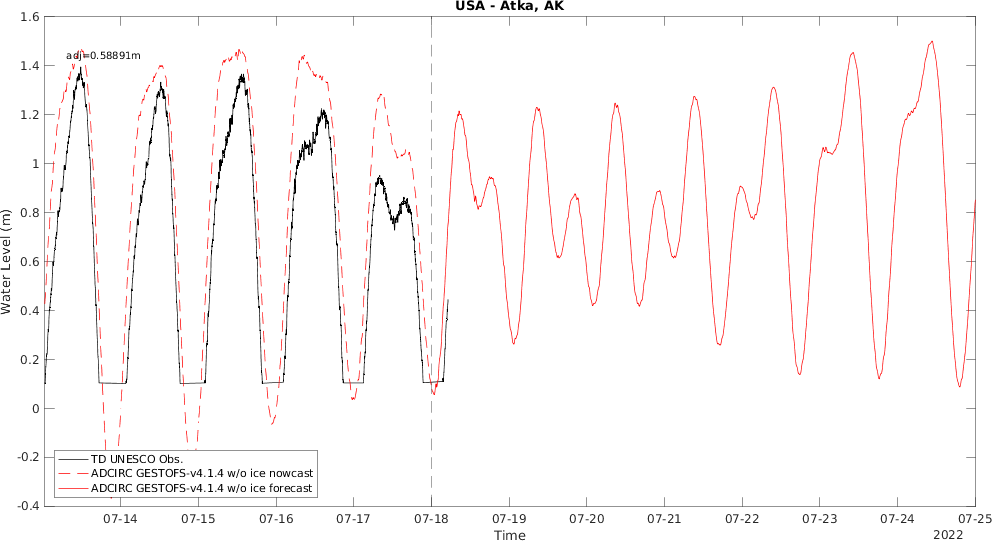 USA - Atka, AK
1.6
1.4
1.2
1
0.8
0.6
0.4
0.2
0
-0.2
-0.4
Water Level (m)
adj=0.58891m
TD UNESCO Obs.
ADCIRC GESTOFS-v4.1.4 w/o ice nowcast
ADCIRC GESTOFS-v4.1.4 w/o ice forecast
07-14 07-15 07-16 07-17 07-18 07-19 07-20 07-21 07-22 07-23 07-24 07-25
Time
2022